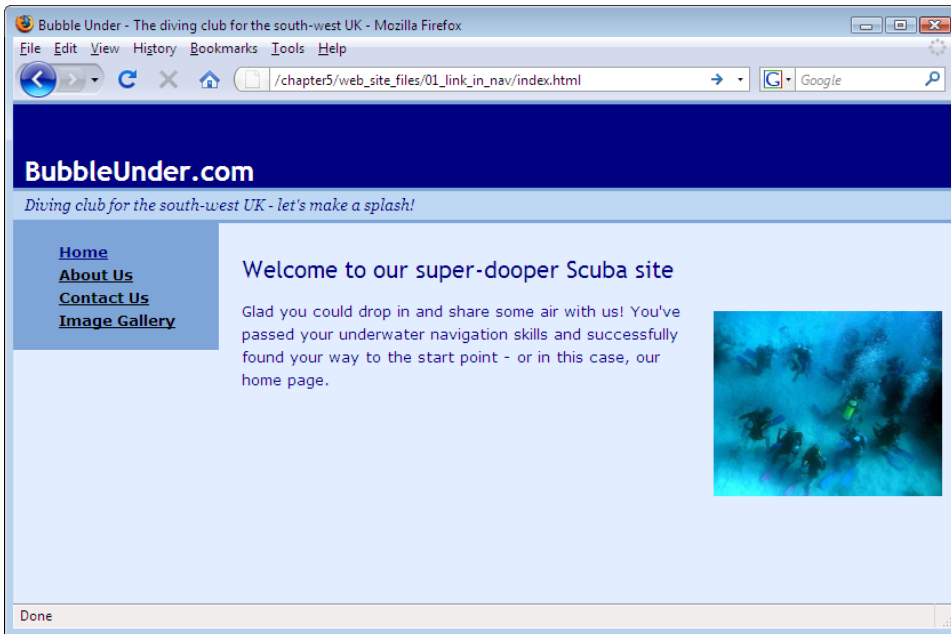 Bubble Under - The diving club for the south-west UK - Mozilla Firefox
File Edit View History Bookmarks Tools Help
/chapter5/web_site_files/01_link_in_nav/index.html
G Google
BubbleUnder.com
Diving club for the south-west UK - let's make a splash!
Home
About Us
Contact Us
Image Gallery
Welcome to our super-dooper Scuba site
Glad you could drop in and share some air with us! You've
passed your underwater navigation skills and successfully
found your way to the start point - or in this case, our
home page.
Done